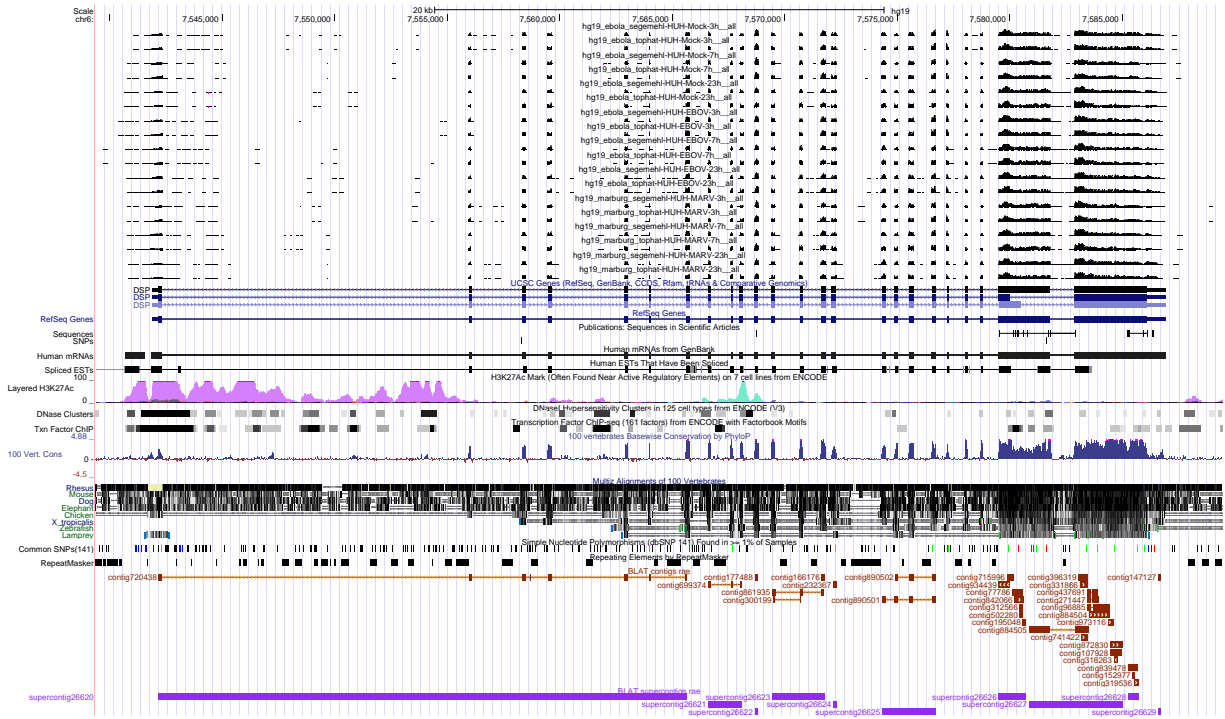 Scale 20 kb hg19
chr6: 7,545,000 7,550,000 7,555,000 7,560,000 7,565,000 7,570,000 7,575,000 7,580,000 7,585,000
hg19_ebola_segemehl-HUH-Mock-3h__all
hg19_ebola_tophat-HUH-Mock-3h__all
hg19_ebola_segemehl-HUH-Mock-7h__all
hg19_ebola_tophat-HUH-Mock-7h__all
hg19_ebola_segemehl-HUH-Mock-23h__all
hg19_ebola_tophat-HUH-Mock-23h__all
hg19_ebola_segemehl-HUH-EBOV-3h__all
hg19_ebola_tophat-HUH-EBOV-3h__all
hg19_ebola_segemehl-HUH-EBOV-7h__all
hg19_ebola_tophat-HUH-EBOV-7h__all
hg19_ebola_segemehl-HUH-EBOV-23h__all
hg19_ebola_tophat-HUH-EBOV-23h__all
hg19_marburg_segemehl-HUH-MARV-3h__all
hg19_marburg_tophat-HUH-MARV-3h__all
hg19_marburg_segemehl-HUH-MARV-7h__all
hg19_marburg_tophat-HUH-MARV-7h__all
hg19_marburg_segemehl-HUH-MARV-23h__all
hg19_marburg_tophat-HUH-MARV-23h__all
UCSC Genes (RefSeq, GenBank, CCDS, Rfam, tRNAs & Comparative Genomics)
DSP
DSP
DSP
RefSeq Genes
RefSeq Genes
Publications: Sequences in Scientific Articles
Sequences
SNPs
Human mRNAs from GenBank
Human mRNAs
Human ESTs That Have Been Spliced
Spliced ESTs
H3K27Ac Mark (Often Found Near Active Regulatory Elements) on 7 cell lines from ENCODE
100
Layered H3K27Ac
0
DNaseI Hypersensitivity Clusters in 125 cell types from ENCODE (V3)
DNase Clusters
Transcription Factor ChIP-seq (161 factors) from ENCODE with Factorbook Motifs
Txn Factor ChIP
100 vertebrates Basewise Conservation by PhyloP
4.88
100 Vert. Cons
0
-4.5
Multiz Alignments of 100 Vertebrates
Rhesus
Mouse
Dog
Elephant
Chicken
X_tropicalis
Zebrafish
Lamprey
Simple Nucleotide Polymorphisms (dbSNP 141) Found in >= 1% of Samples
Common SNPs(141)
Repeating Elements by RepeatMasker
RepeatMasker
BLAT contigs rae
contig720438 contig177488 contig166176 contig890502 contig715996 contig396319 contig147127
contig699374 contig232367 contig934439 contig331866
contig861935 contig77786 contig437691
contig300199 contig890501 contig842066 contig271447
contig312566 contig96885
contig502280 contig884504
contig195048 contig973116
contig884505
contig741422
contig872830
contig107928
contig318263
contig839478
contig152977
contig319536
BLAT supercontigs rae
supercontig26620 supercontig26623 supercontig26626 supercontig26628
supercontig26621 supercontig26624 supercontig26627
supercontig26622 supercontig26625 supercontig26629